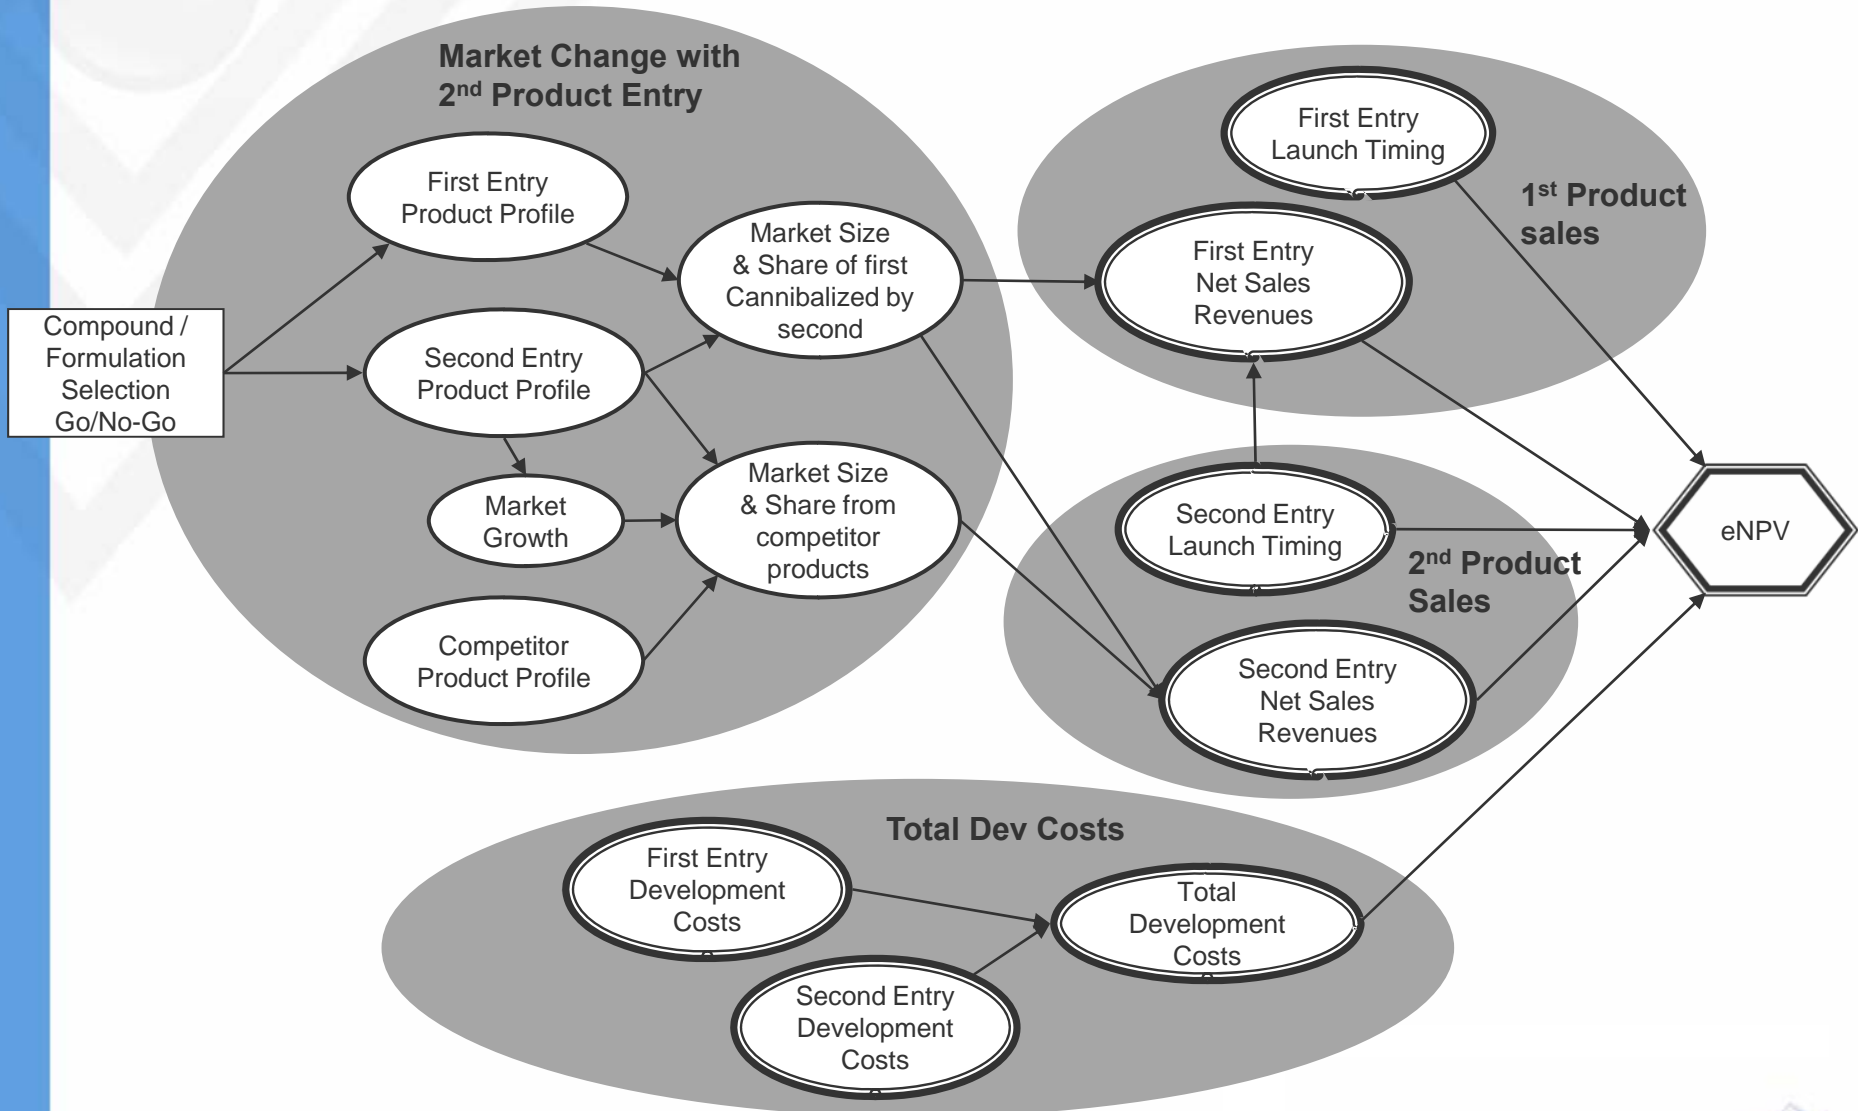 Market Change with
2nd Product Entry
First Entry
Product Profile
Market Size
& Share of first
Cannibalized by
second
Compound /
Formulation
Selection
Go/No-Go
Second Entry
Product Profile
Market
Growth
Market Size
& Share from
competitor
products
Competitor
Product Profile
First Entry
Launch Timing
1st Product
sales
First Entry
Net Sales
Revenues
Second Entry
Launch Timing
2nd Product
Sales
Second Entry
Net Sales
Revenues
eNPV
Total Dev Costs
First Entry
Development
Costs
Total
Development
Costs
Second Entry
Development
Costs